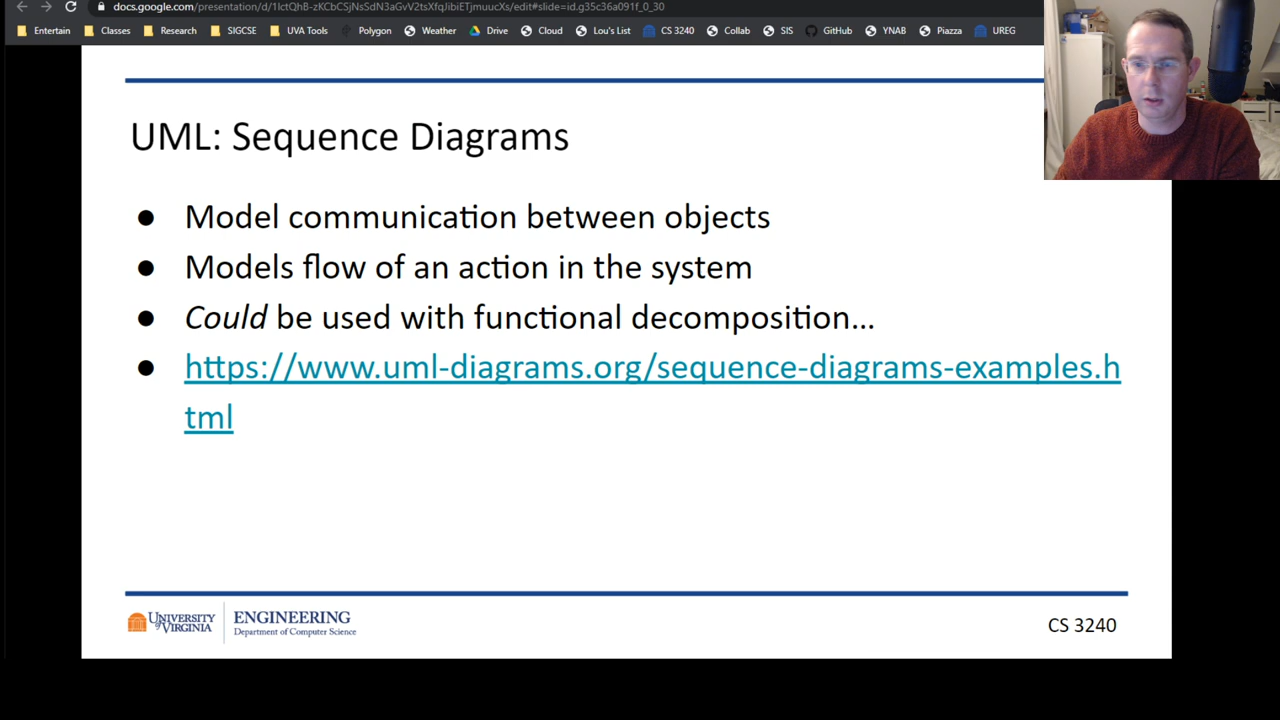 docs.google.com/presentation/d/1lctQhB-zKCbCSJNsSdN3aGvV2tsXfqJibiETjmuucXs/edit#slide=id.g35c36a091f_0_30
Entertain Classes Research SIGCSE UVA Tools Polygon Weather Drive Cloud Lou's List CS 3240 Collab SIS GitHub YNAB Piazza UREG
UML: Sequence Diagrams
● Model communication between objects
● Models flow of an action in the system
● Could be used with functional decomposition...
● https://www.uml-diagrams.org/sequence-diagrams-examples.h
tml
UNIVERSITY of VIRGINIA
ENGINEERING
Department of Computer Science
CS 3240